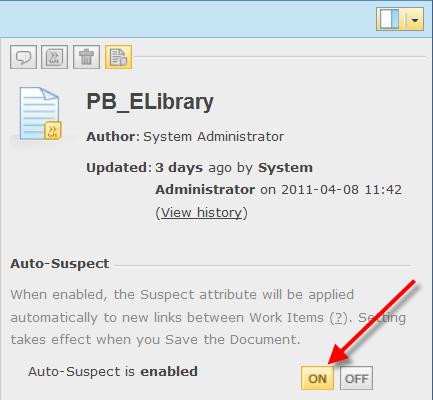 PB_ELibrary
Author: System Administrator
Updated: 3 days ago by System
Administrator on 2011-04-08 11:42
(View history)
Auto-Suspect
When enabled, the Suspect attribute will be applied
automatically to new links between Work Items (?). Setting
takes effect when you Save the Document.
Auto-Suspect is enabled
ON OFF